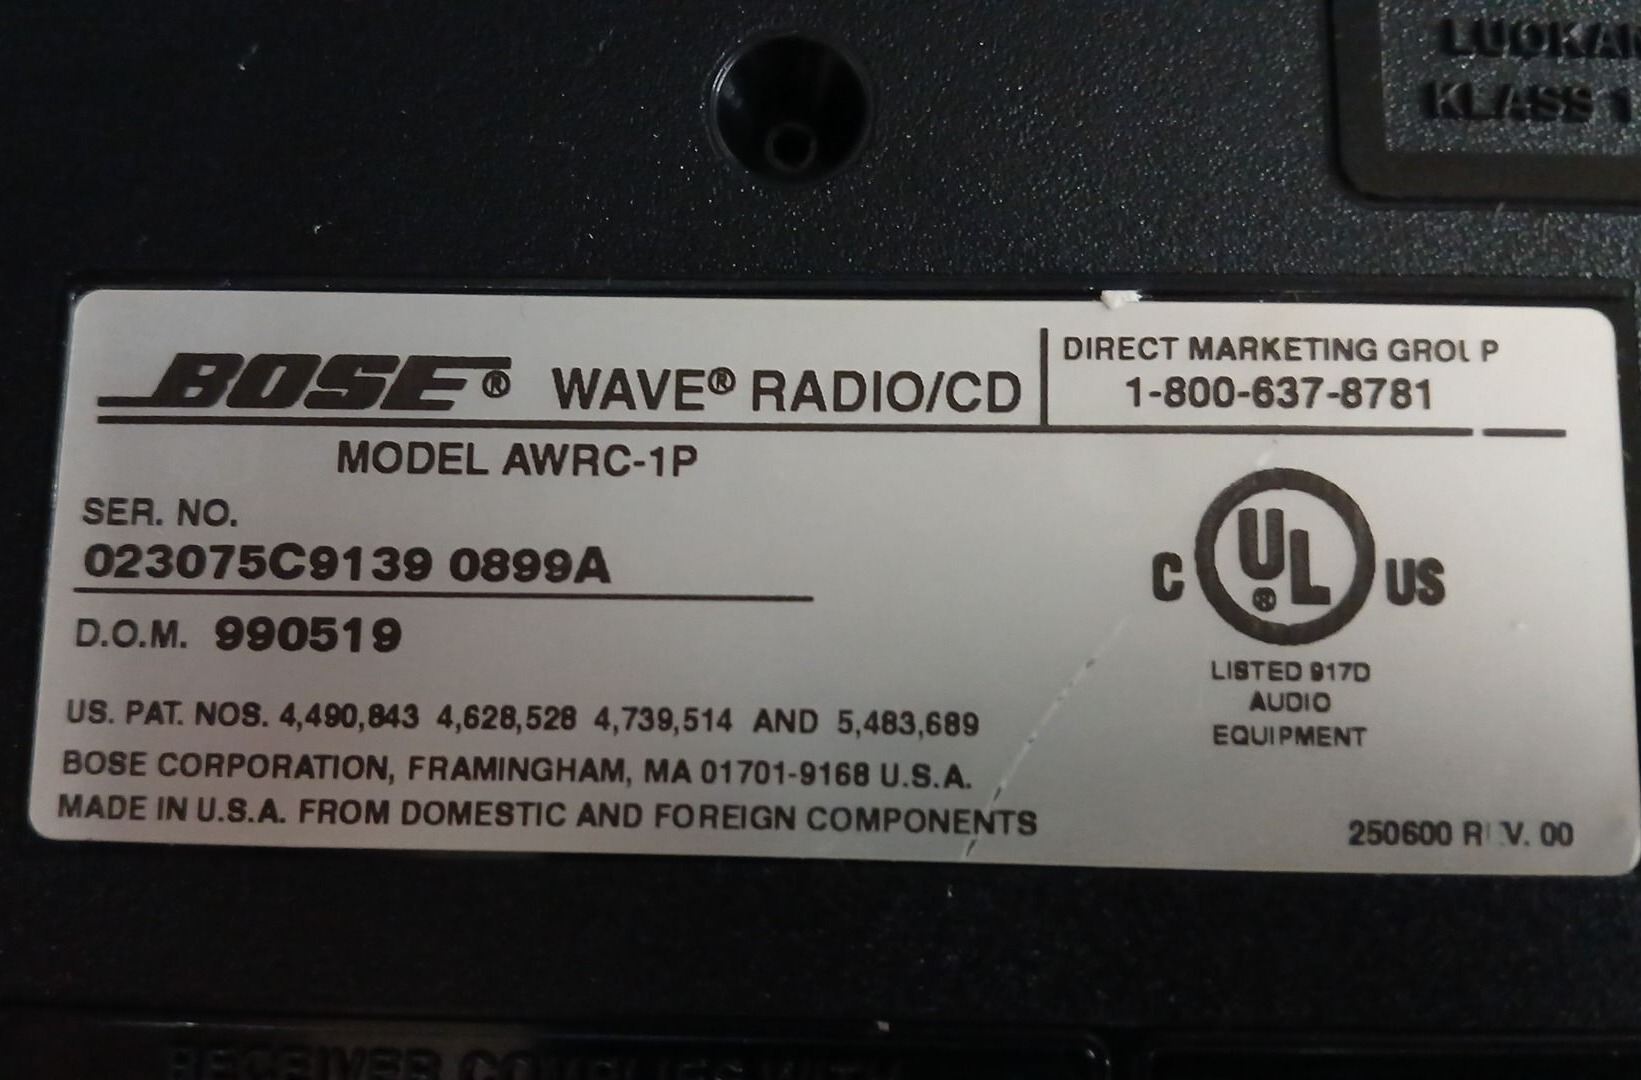 KLASS 1
BOSE® WAVE® RADIO/CD
DIRECT MARKETING GROUP
1-800-637-8781
MODEL AWRC-1P
SER. NO.
023075C9139 0899A
D.O.M. 990519
C UL® US
LISTED 917D
AUDIO
EQUIPMENT
US. PAT. NOS. 4,490,843 4,628,528 4,739,514 AND 5,483,689
BOSE CORPORATION, FRAMINGHAM, MA 01701-9168 U.S.A.
MADE IN U.S.A. FROM DOMESTIC AND FOREIGN COMPONENTS
250600 REV. 00
RECEIVER COMPLIES WITH